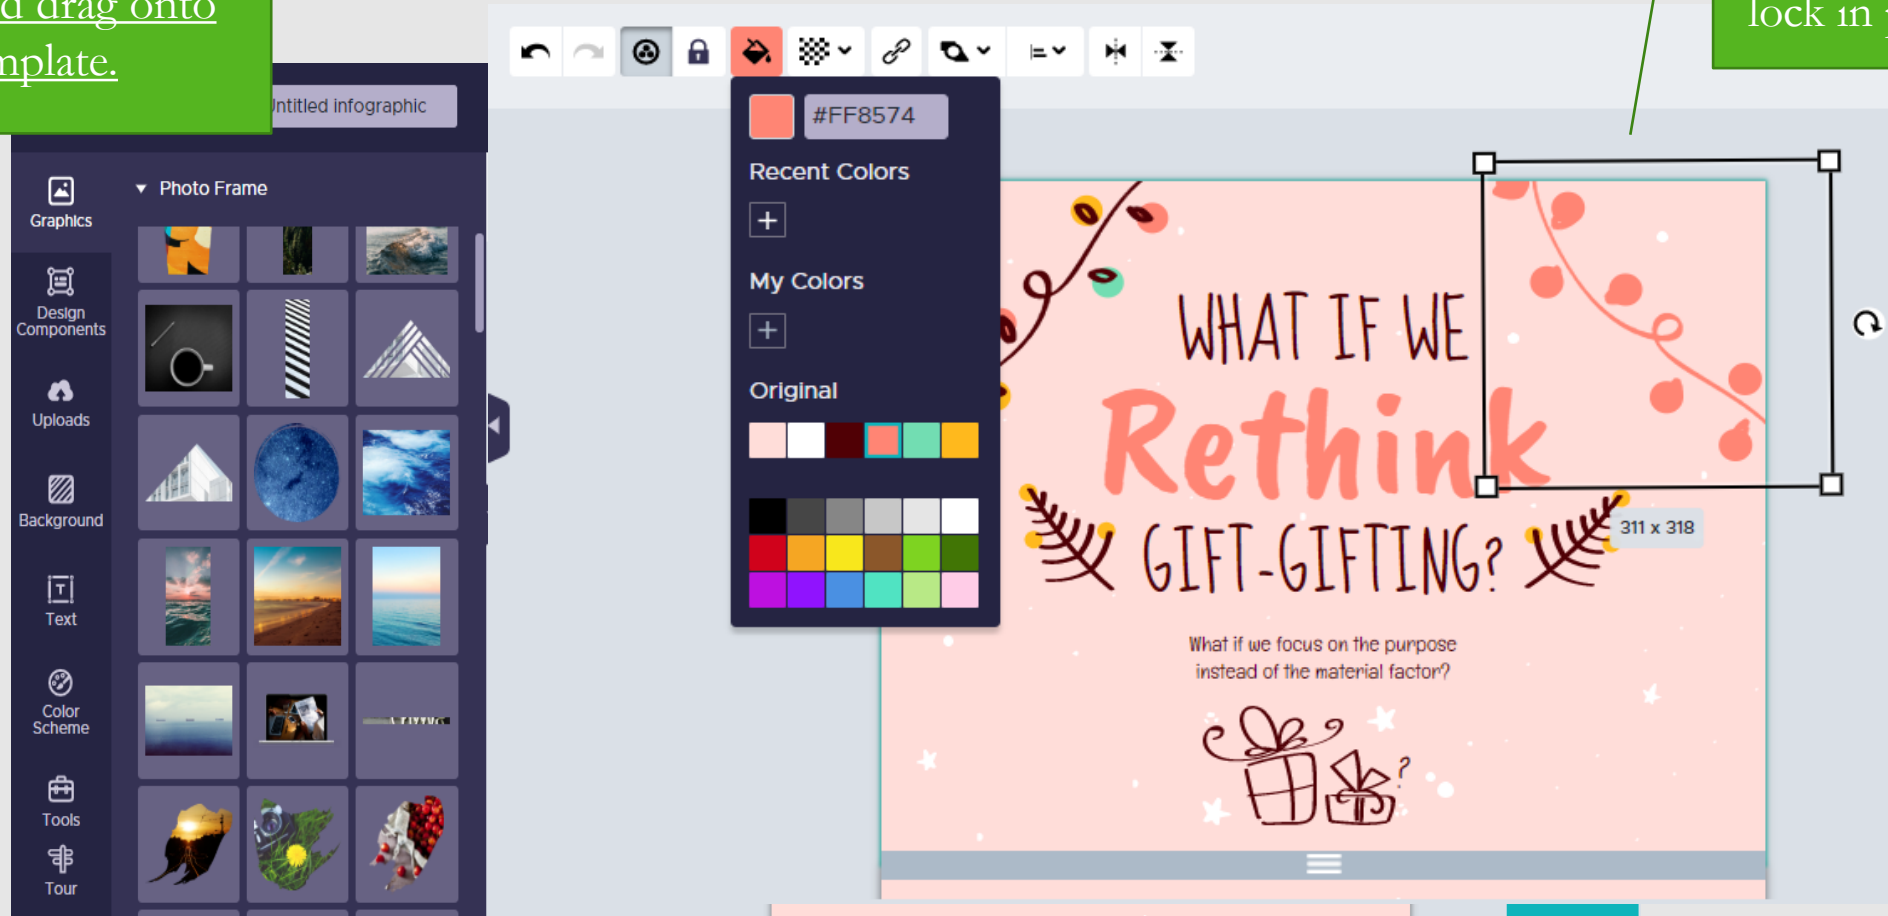 d drag onto
mplate.
lock in
Untitled infographic
Graphics
Photo Frame
Design
Components
Uploads
Background
Text
Color
Scheme
Tools
Tour
#FF8574
Recent Colors
My Colors
Original
WHAT IF WE
Rethink
GIFT-GIFTING?
311 x 318
What if we focus on the purpose
instead of the material factor?
?